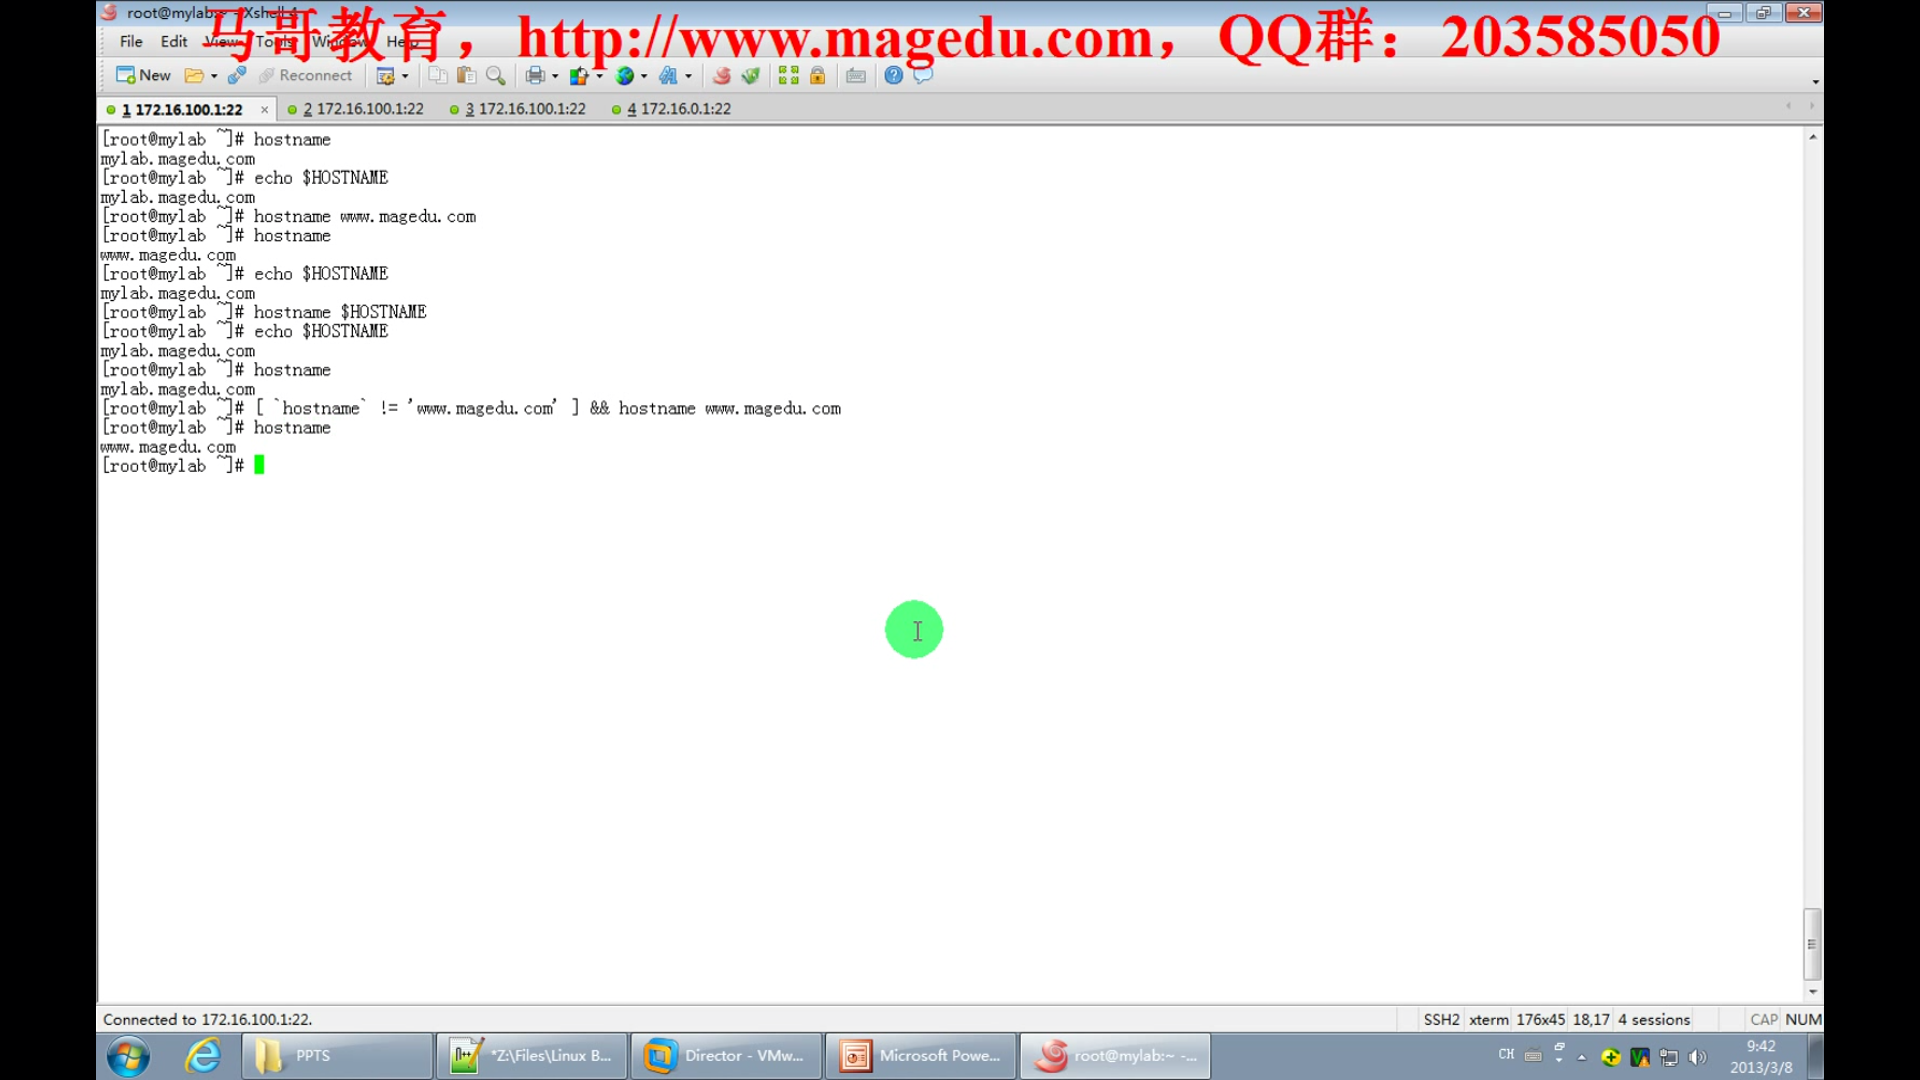 root@mylab:~ - Xshell 4
马哥教育，http://www.magedu.com，QQ群：203585050
File Edit View Tools Window Help
New Reconnect
1 172.16.100.1:22 2 172.16.100.1:22 3 172.16.100.1:22 4 172.16.0.1:22
[root@mylab ~]# hostname
mylab.magedu.com
[root@mylab ~]# echo $HOSTNAME
mylab.magedu.com
[root@mylab ~]# hostname www.magedu.com
[root@mylab ~]# hostname
www.magedu.com
[root@mylab ~]# echo $HOSTNAME
mylab.magedu.com
[root@mylab ~]# hostname $HOSTNAME
[root@mylab ~]# echo $HOSTNAME
mylab.magedu.com
[root@mylab ~]# hostname
mylab.magedu.com
[root@mylab ~]# [ `hostname` != 'www.magedu.com' ] && hostname www.magedu.com
[root@mylab ~]# hostname
www.magedu.com
[root@mylab ~]#
Connected to 172.16.100.1:22. SSH2 xterm 176x45 18,17 4 sessions CAP NUM
PPTS *Z:\Files\Linux B... Director - VMw... Microsoft Powe... root@mylab:~ -... CH 9:42
2013/3/8